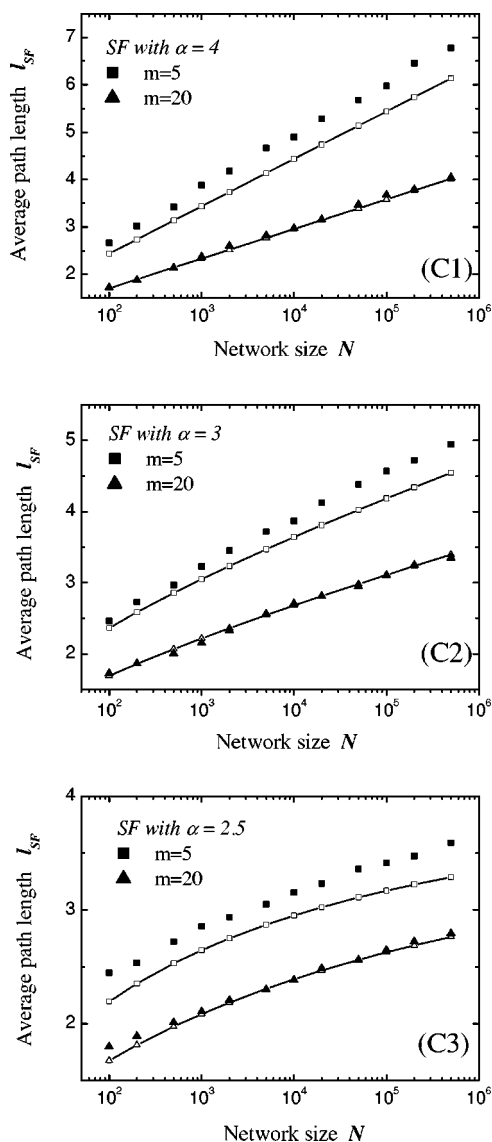 SF with α = 4
■ m=5
▲ m=20
Average path length l_SF
7
6
5
4
3
2
(C1)
10^2 10^3 10^4 10^5 10^6
Network size N
SF with α = 3
■ m=5
▲ m=20
Average path length l_SF
5
4
3
2
(C2)
10^2 10^3 10^4 10^5 10^6
Network size N
SF with α = 2.5
■ m=5
▲ m=20
Average path length l_SF
4
3
2
(C3)
10^2 10^3 10^4 10^5 10^6
Network size N